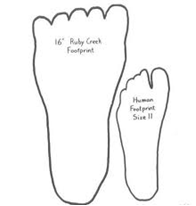 16" Ruby Creek
Footprint
Human
Footprint
Size 11